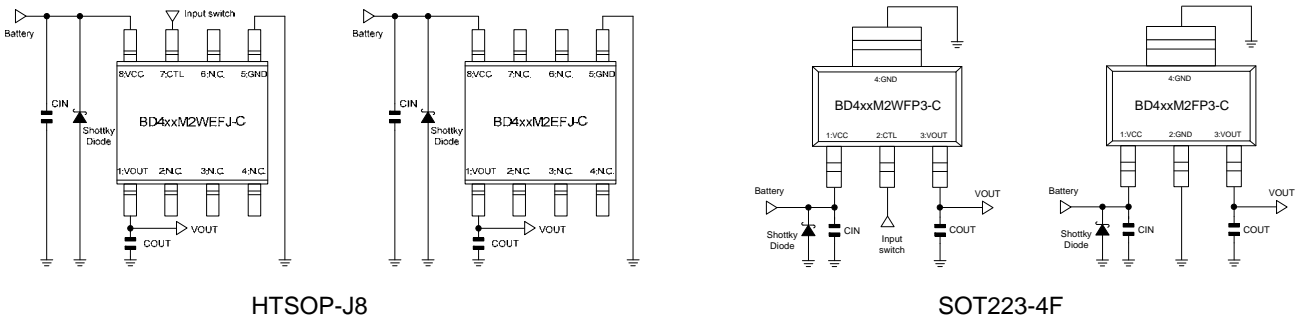 Input switch
Battery
8;VCC 7;CTL 6;N.C. 5;GND
CIN
BD4xxM2WEFJ-C
Shottky
Diode
1;VOUT 2;N.C. 3;N.C. 4;N.C.
VOUT
COUT
Battery
8;VCC 7;N.C. 6;N.C. 5;GND
CIN
BD4xxM2EFJ-C
Shottky
Diode
1;VOUT 2;N.C. 3;N.C. 4;N.C.
VOUT
COUT
HTSOP-J8
4:GND
BD4xxM2WFP3-C
1:VCC 2:CTL 3:VOUT
Battery
VOUT
Shottky
Diode
CIN
Input
switch
COUT
4:GND
BD4xxM2FP3-C
1:VCC 2:GND 3:VOUT
Battery
VOUT
Shottky
Diode
CIN
COUT
SOT223-4F